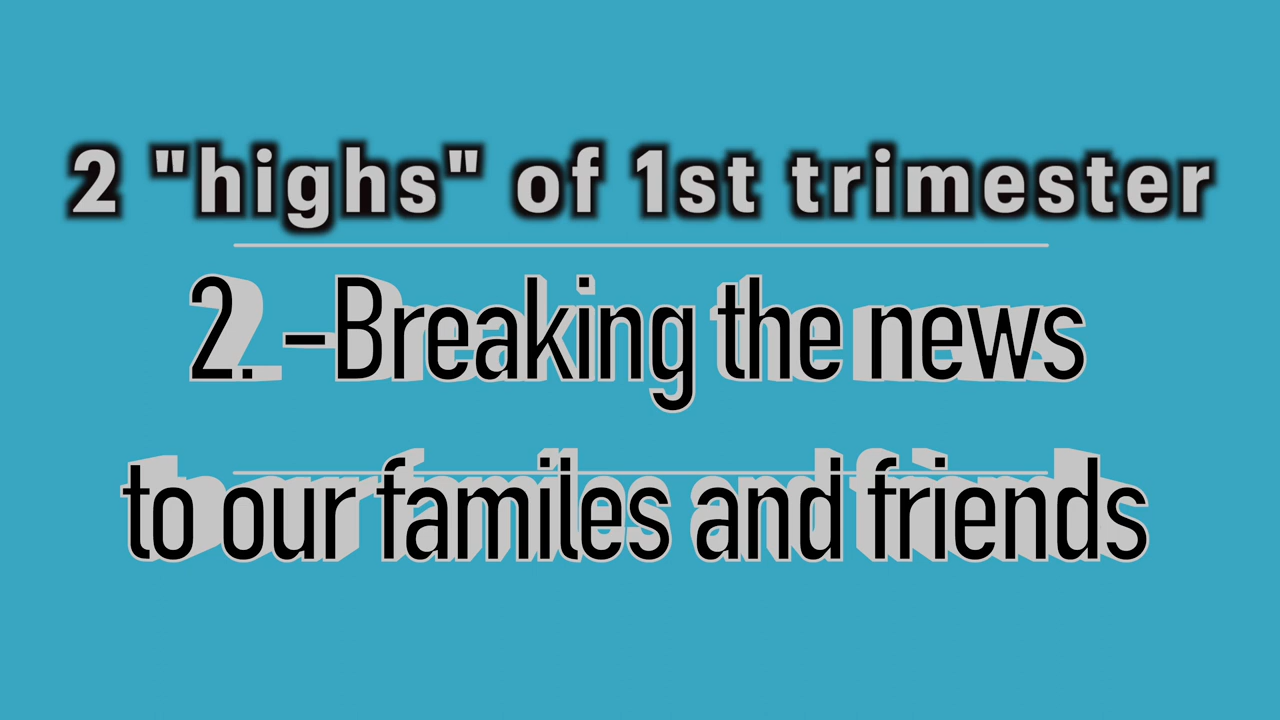 2 "highs" of 1st trimester
2. -Breaking the news
to our familes and friends